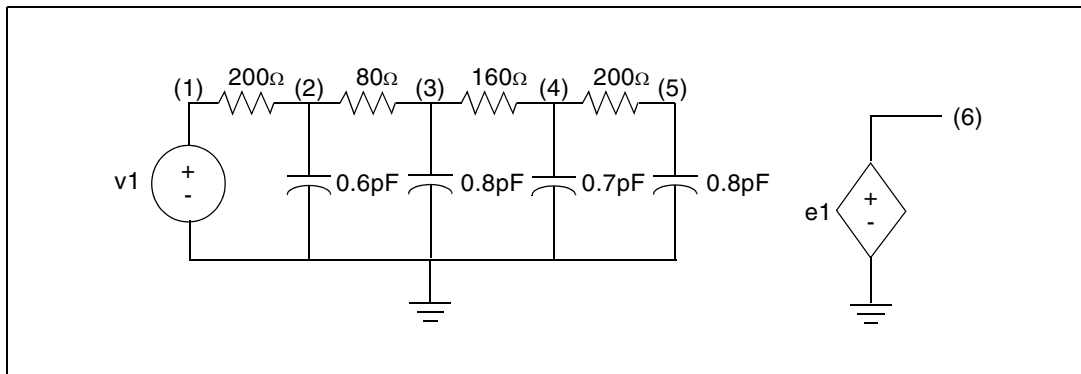 200Ω 80Ω 160Ω 200Ω
(1) (2) (3) (4) (5)
(6)
v1 + - 0.6pF 0.8pF 0.7pF 0.8pF
e1 + -